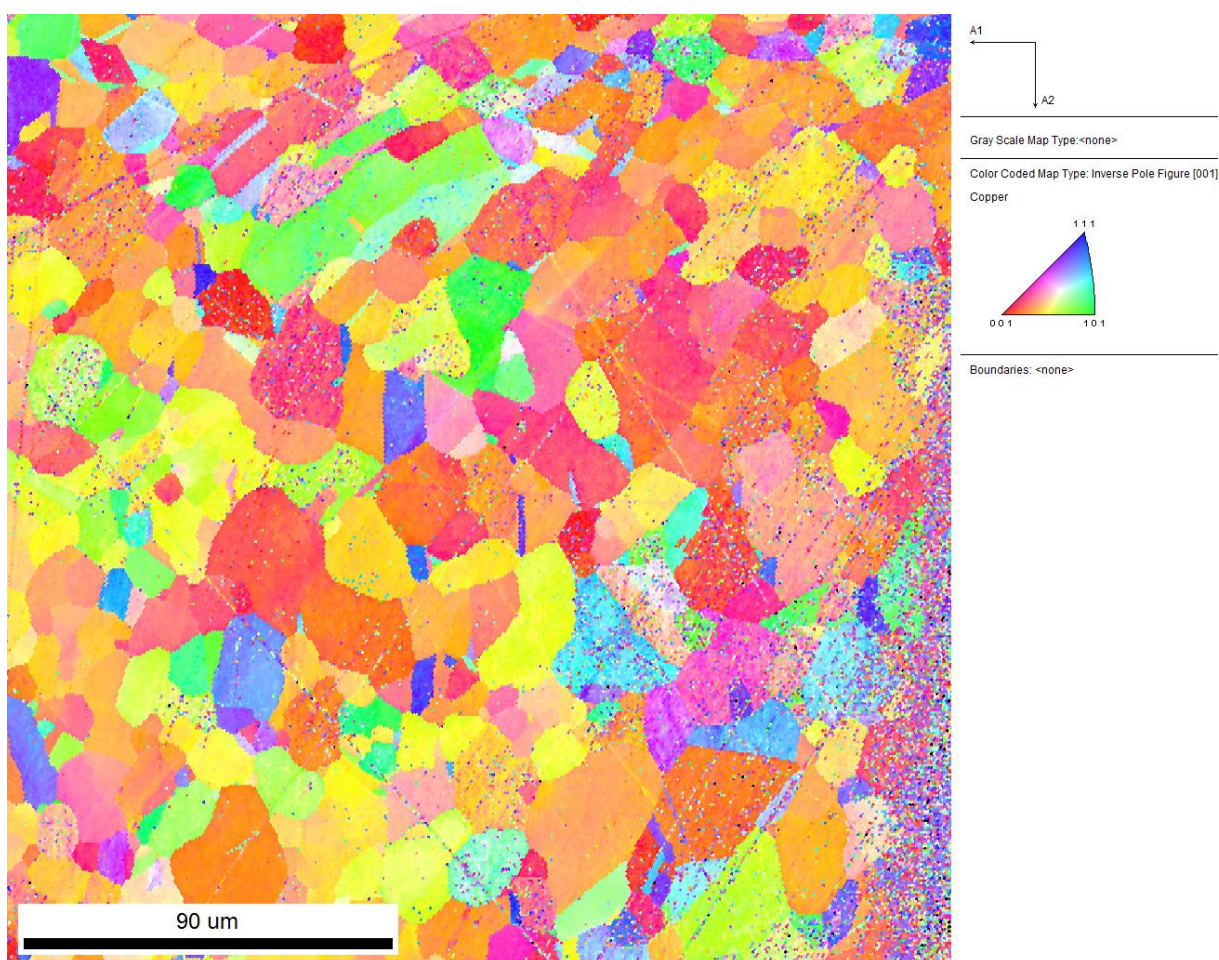 A1
A2
Gray Scale Map Type:<none>
Color Coded Map Type: Inverse Pole Figure [001]
Copper
1 1 1
0 0 1
1 0 1
Boundaries: <none>
90 um